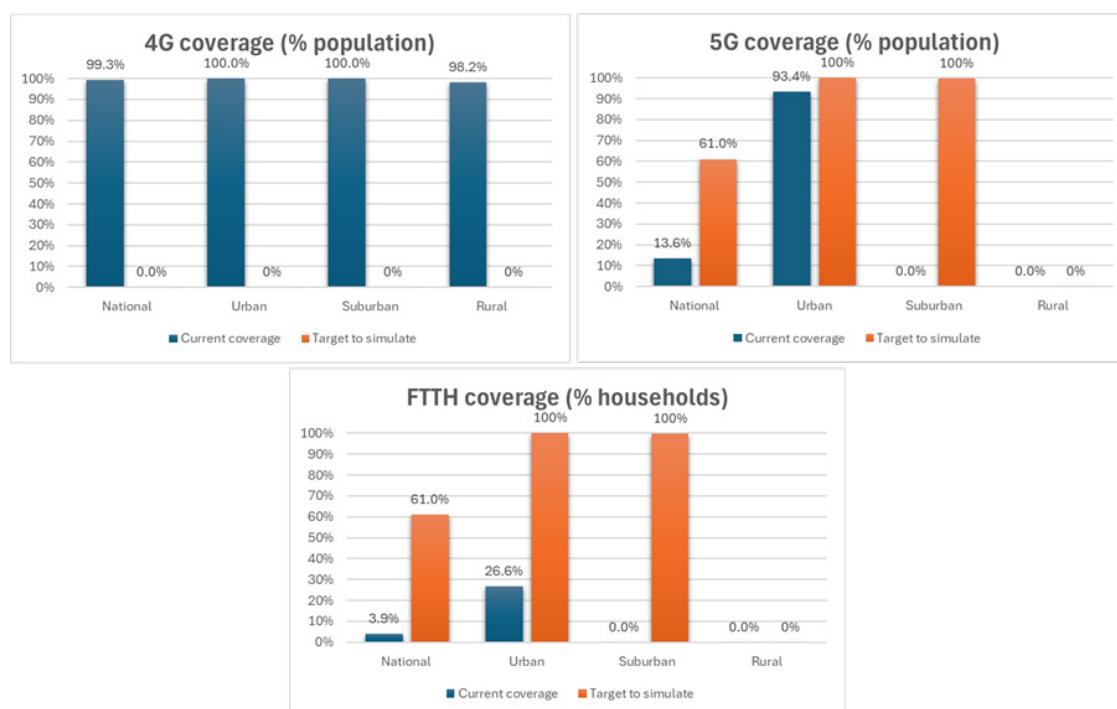 4G coverage (% population)
99.3% 100.0% 100.0% 98.2%
100%
90%
80%
70%
60%
50%
40%
30%
20%
10%
0%
0.0% 0% 0% 0%
National Urban Suburban Rural
Current coverage Target to simulate
5G coverage (% population)
93.4% 100% 100%
100%
90%
80%
70%
61.0%
60%
50%
40%
30%
20%
13.6%
10%
0.0% 0.0% 0%
0%
National Urban Suburban Rural
Current coverage Target to simulate
FTTH coverage (% households)
100% 100%
100%
90%
80%
70%
61.0%
60%
50%
40%
30%
26.6%
20%
10%
3.9% 0.0% 0.0% 0%
0%
National Urban Suburban Rural
Current coverage Target to simulate